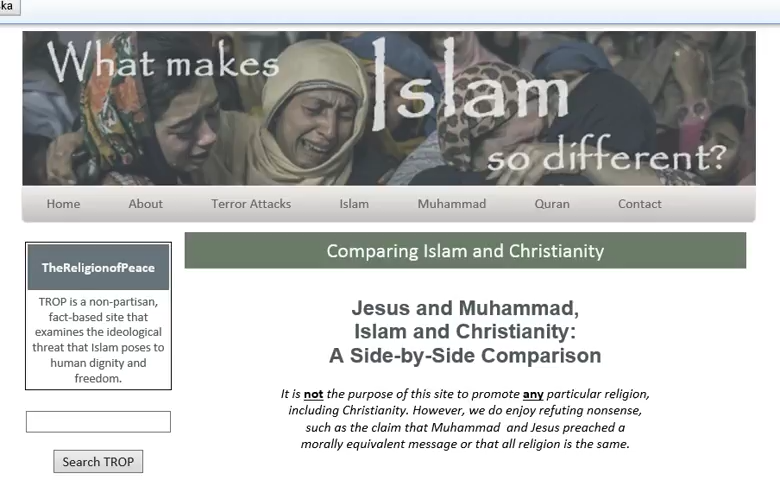 ka
What makes
Islam
so different?
Home About Terror Attacks Islam Muhammad Quran Contact
TheReligionofPeace
TROP is a non-partisan,
fact-based site that
examines the ideological
threat that Islam poses to
human dignity and
freedom.
Search TROP
Comparing Islam and Christianity
Jesus and Muhammad,
Islam and Christianity:
A Side-by-Side Comparison
It is not the purpose of this site to promote any particular religion,
including Christianity. However, we do enjoy refuting nonsense,
such as the claim that Muhammad and Jesus preached a
morally equivalent message or that all religion is the same.